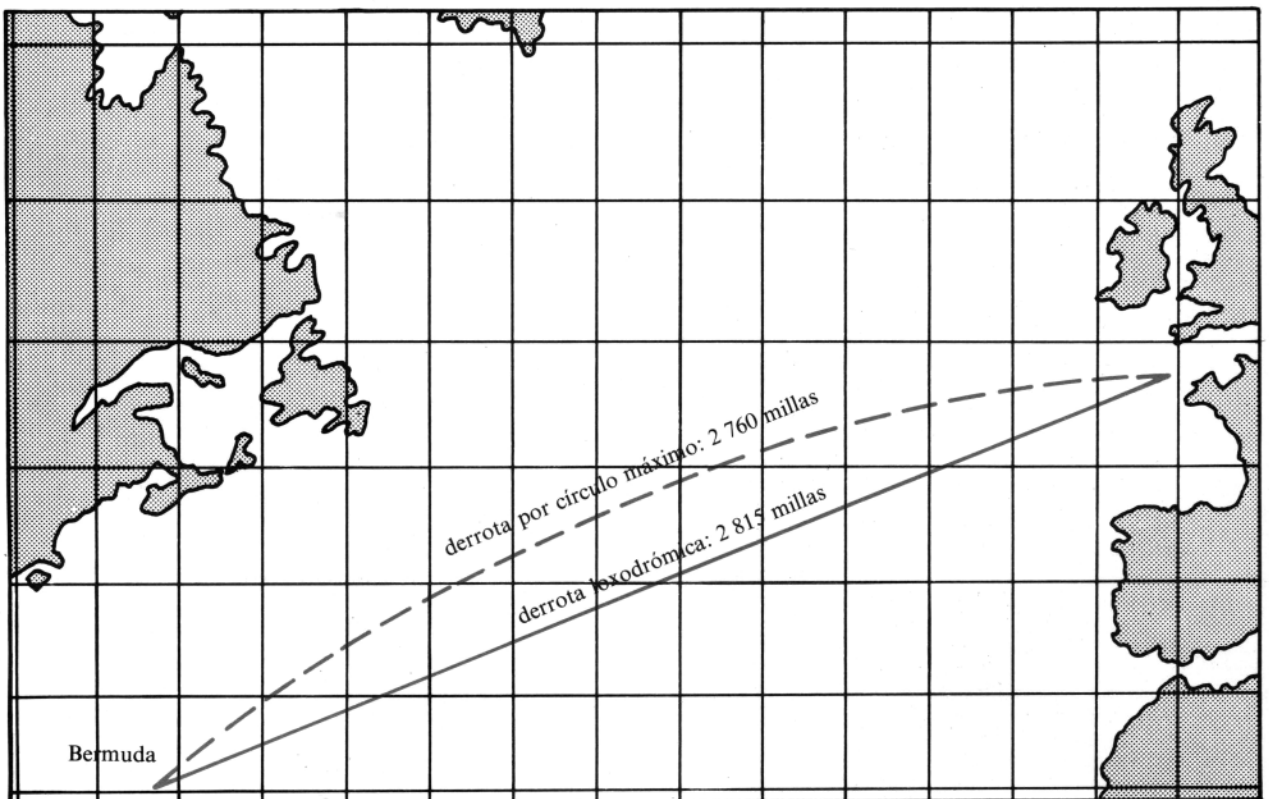 derrota por círculo máximo: 2 760 millas
derrota loxodrómica: 2 815 millas
Bermuda